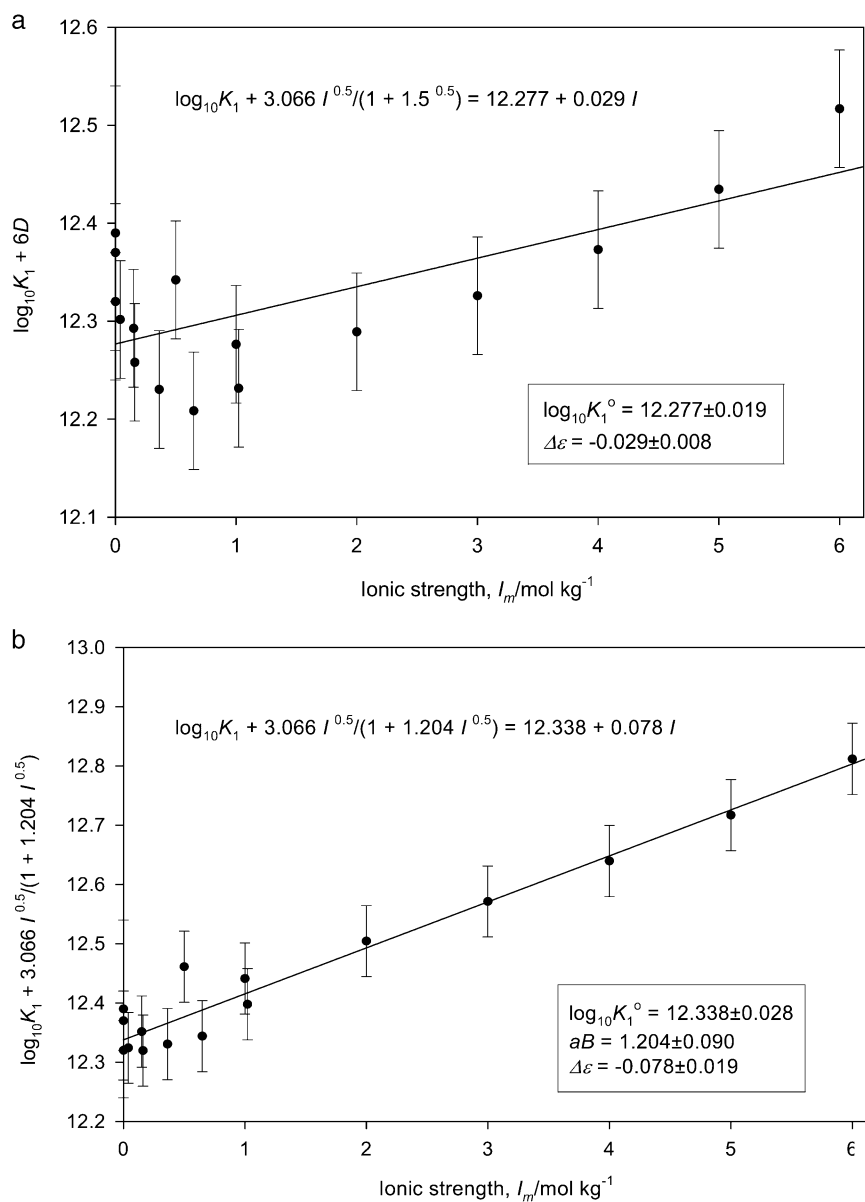 a
12.6
12.5
12.4
12.3
12.2
12.1
log₁₀K₁ + 6D
log₁₀K₁ + 3.066 I ^0.5/(1 + 1.5 ^0.5) = 12.277 + 0.029 I
log₁₀K₁° = 12.277±0.019
Δε = -0.029±0.008
0 1 2 3 4 5 6
Ionic strength, Iₘ/mol kg⁻¹
b
13.0
12.9
12.8
12.7
12.6
12.5
12.4
12.3
12.2
log₁₀K₁ + 3.066 I ^0.5/(1 + 1.204 I ^0.5)
log₁₀K₁ + 3.066 I ^0.5/(1 + 1.204 I ^0.5) = 12.338 + 0.078 I
log₁₀K₁° = 12.338±0.028
aB = 1.204±0.090
Δε = -0.078±0.019
0 1 2 3 4 5 6
Ionic strength, Iₘ/mol kg⁻¹